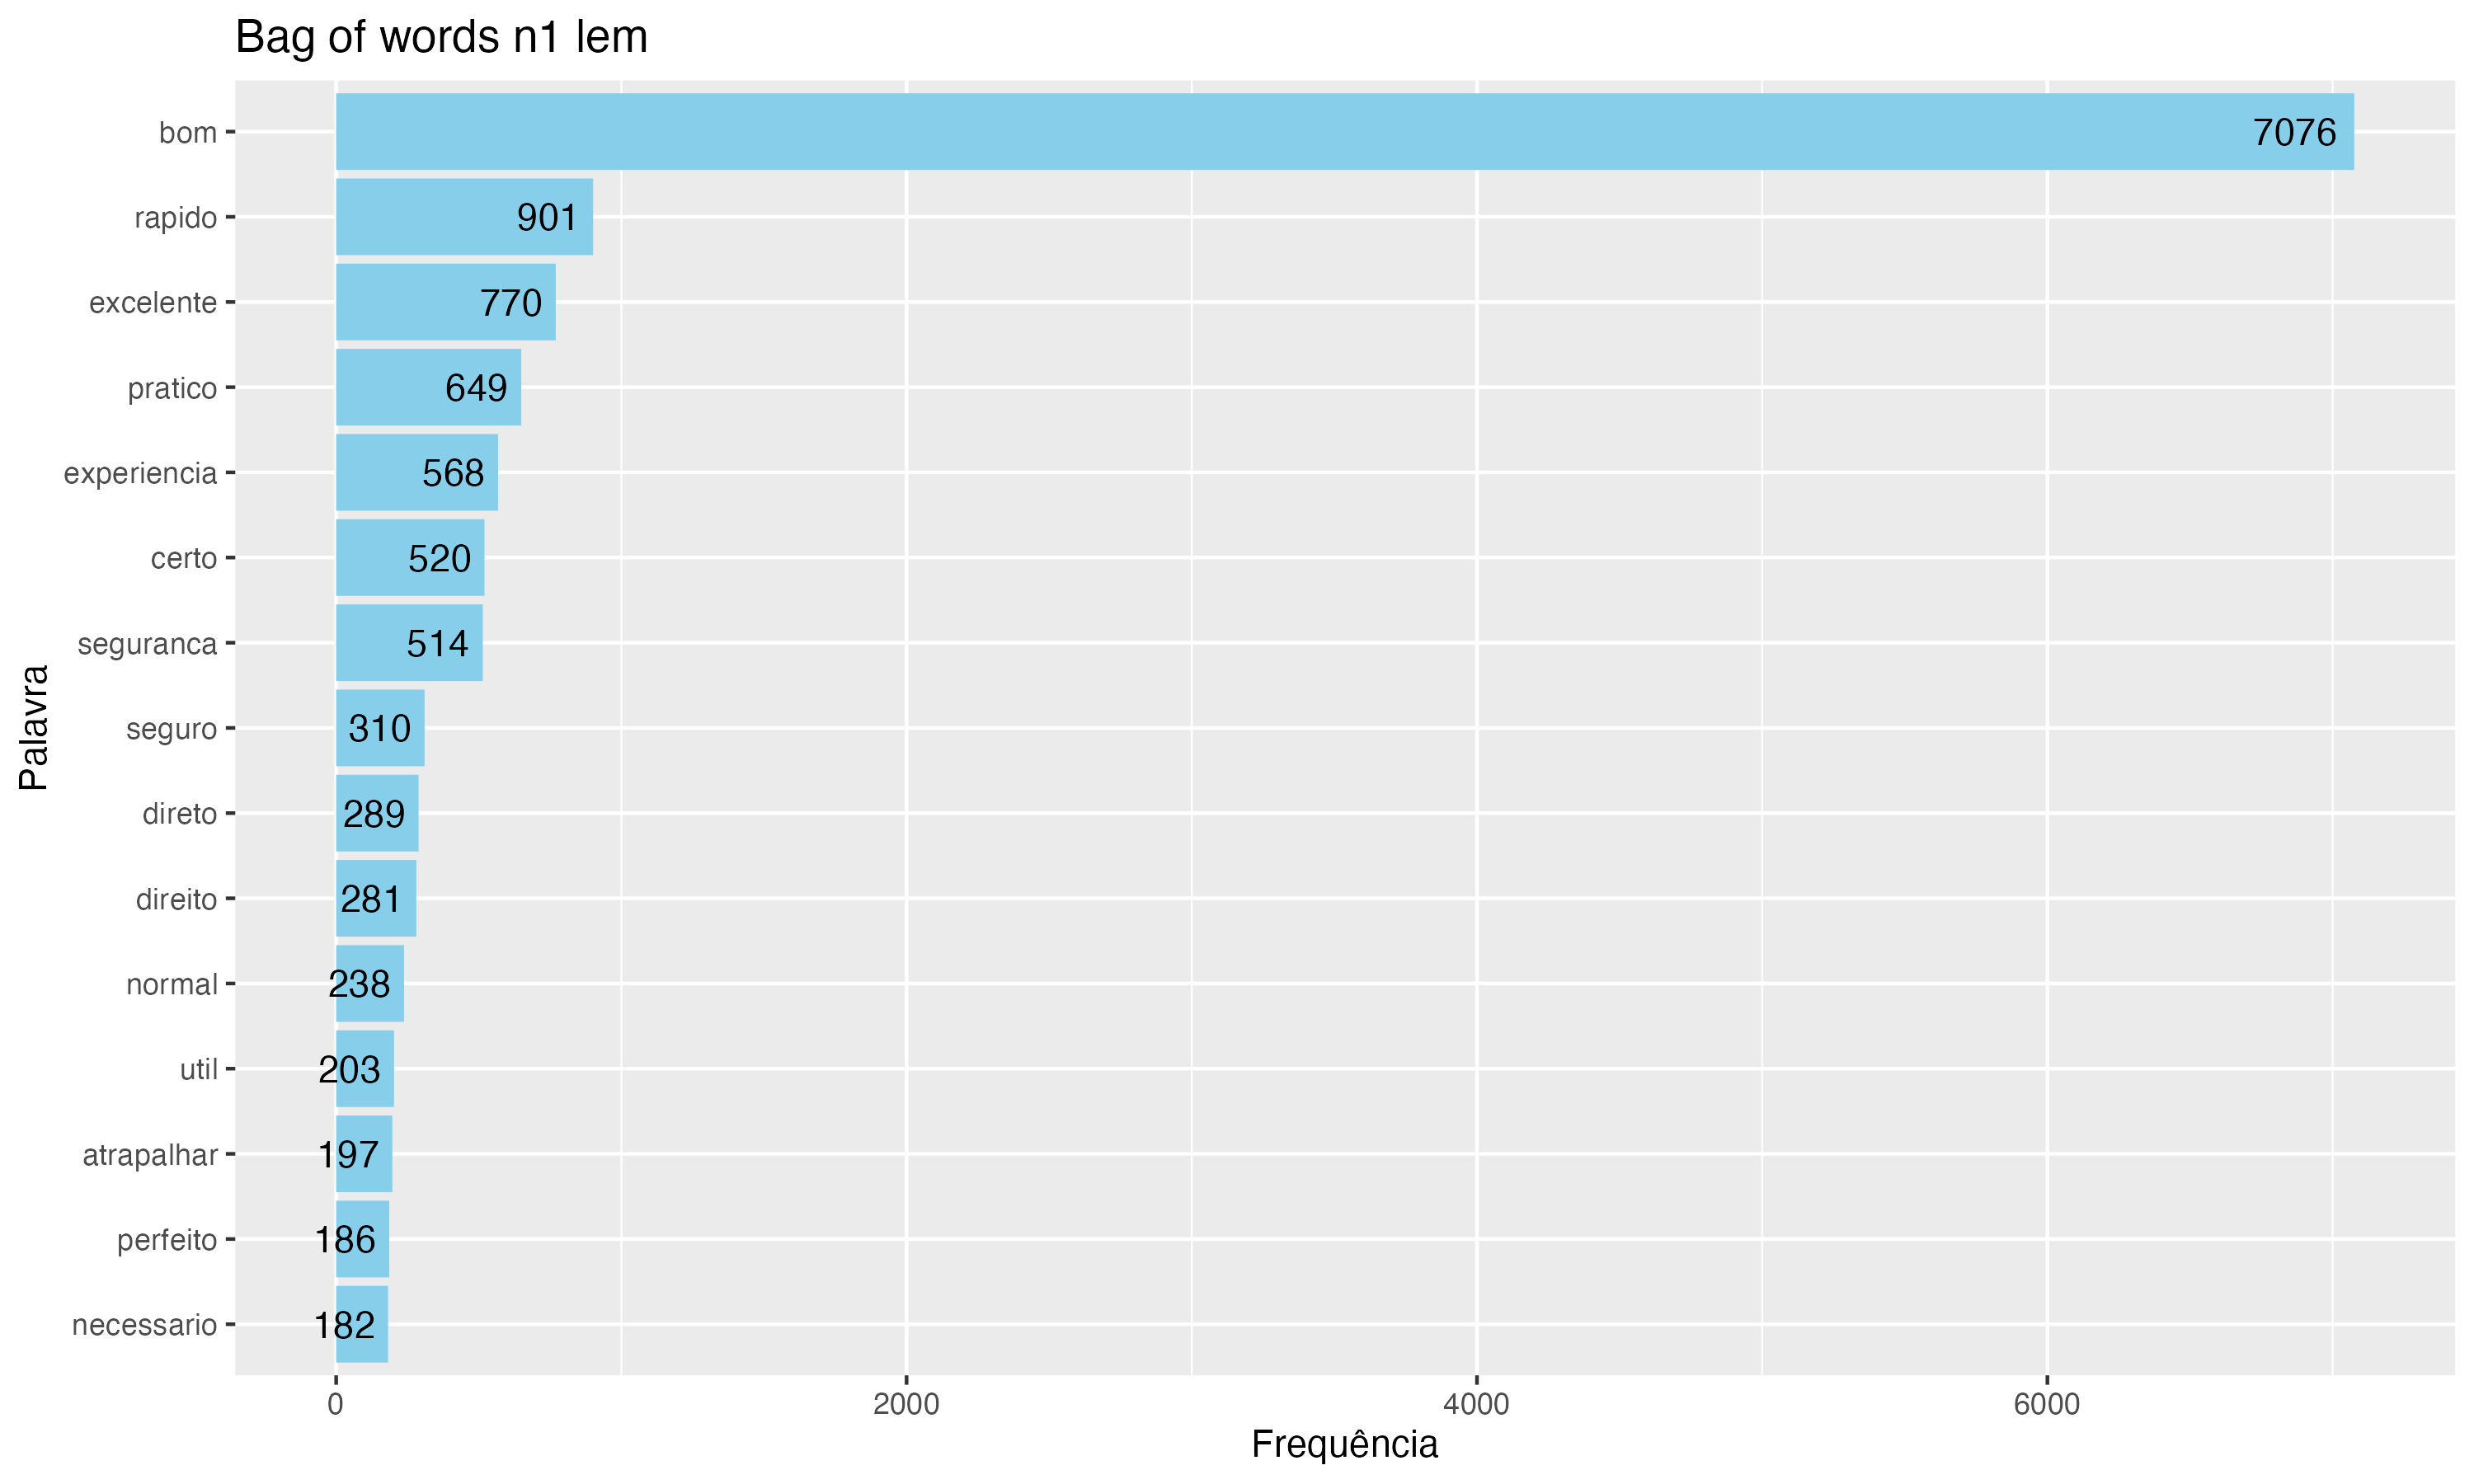 Bag of words n1 lem
bom 7076
rapido 901
excelente 770
pratico 649
experiencia 568
certo 520
seguranca 514
seguro 310
direto 289
direito 281
normal 238
util 203
atrapalhar 197
perfeito 186
necessario 182
Palavra
0 2000 4000 6000
Frequência